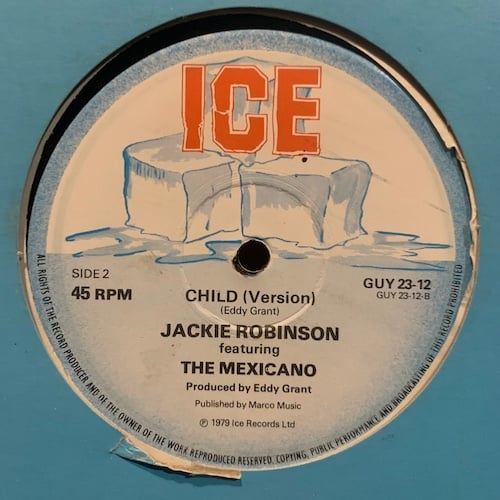 ICE
SIDE 2
45 RPM
GUY 23-12
GUY 23-12-B
CHILD (Version)
(Eddy Grant)
JACKIE ROBINSON
featuring
THE MEXICANO
Produced by Eddy Grant
Published by Marco Music
℗ 1979 Ice Records Ltd
ALL RIGHTS OF THE RECORD PRODUCER AND OF THE OWNER OF THE WORK REPRODUCED RESERVED. COPYING, PUBLIC PERFORMANCE AND BROADCASTING OF THIS RECORD PROHIBITED